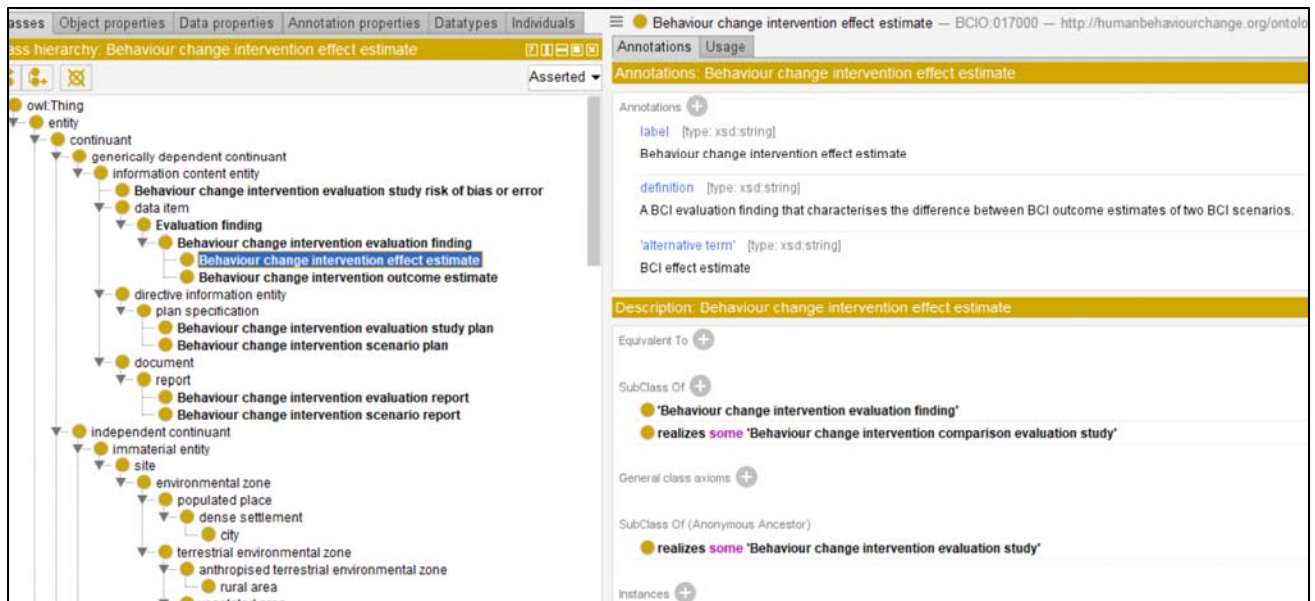 asses Object properties Data properties Annotation properties Datatypes Individuals
ass hierarchy: Behaviour change intervention effect estimate
Asserted
owl:Thing
entity
continuant
generically dependent continuant
information content entity
Behaviour change intervention evaluation study risk of bias or error
data item
Evaluation finding
Behaviour change intervention evaluation finding
Behaviour change intervention effect estimate
Behaviour change intervention outcome estimate
directive information entity
plan specification
Behaviour change intervention evaluation study plan
Behaviour change intervention scenario plan
document
report
Behaviour change intervention evaluation report
Behaviour change intervention scenario report
independent continuant
immaterial entity
site
environmental zone
populated place
dense settlement
city
terrestrial environmental zone
anthropised terrestrial environmental zone
rural area
Behaviour change intervention effect estimate — BCIO:017000 — http://humanbehaviourchange.org/ontolo
Annotations Usage
Annotations: Behaviour change intervention effect estimate
Annotations
label [type: xsd:string]
Behaviour change intervention effect estimate
definition [type: xsd:string]
A BCI evaluation finding that characterises the difference between BCI outcome estimates of two BCI scenarios.
'alternative term' [type: xsd:string]
BCI effect estimate
Description: Behaviour change intervention effect estimate
Equivalent To
SubClass Of
'Behaviour change intervention evaluation finding'
realizes some 'Behaviour change intervention comparison evaluation study'
General class axioms
SubClass Of (Anonymous Ancestor)
realizes some 'Behaviour change intervention evaluation study'
Instances